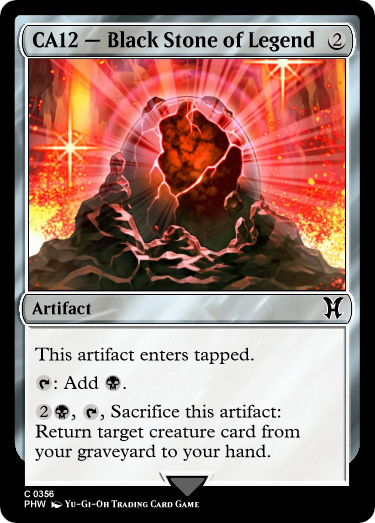 CA12 — Black Stone of Legend 2
Artifact
This artifact enters tapped.
: Add .
2, , Sacrifice this artifact:
Return target creature card from
your graveyard to your hand.
C 0356
PHW Yu-Gi-Oh Trading Card Game